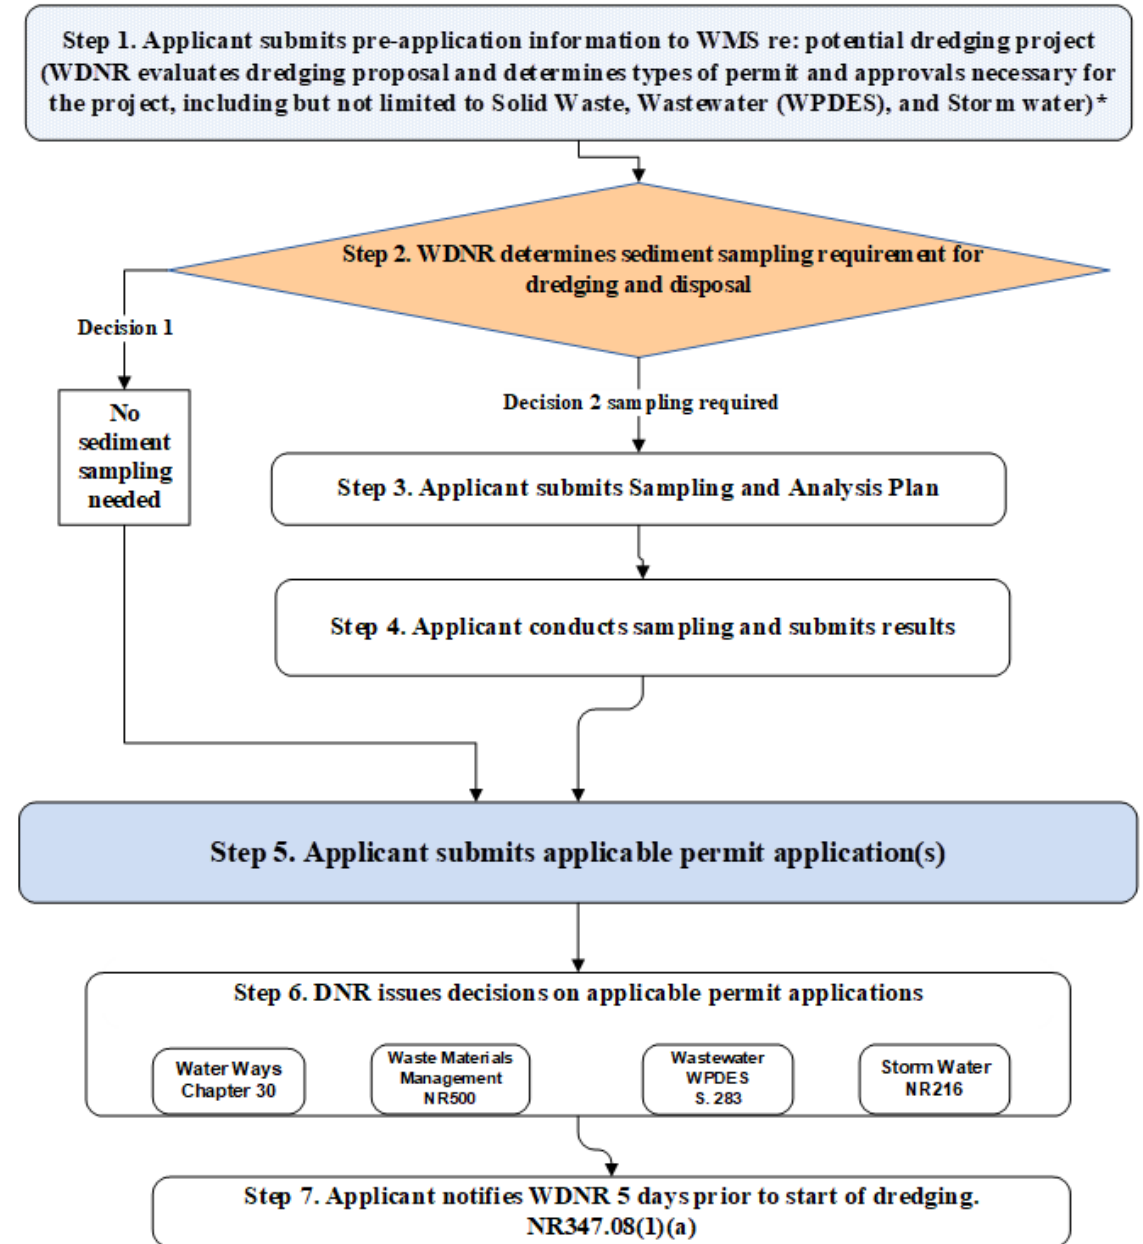 Step 1. Applicant submits pre-application information to WMS re: potential dredging project
(WDNR evaluates dredging proposal and determines types of permit and approvals necessary for
the project, including but not limited to Solid Waste, Wastewater (WPDES), and Storm water)*
Step 2. WDNR determines sediment sampling requirement for
dredging and disposal
Decision 1
No
sediment
sampling
needed
Decision 2 sampling required
Step 3. Applicant submits Sampling and Analysis Plan
Step 4. Applicant conducts sampling and submits results
Step 5. Applicant submits applicable permit application(s)
Step 6. DNR issues decisions on applicable permit applications
Water Ways
Chapter 30
Waste Materials
Management
NR500
Wastewater
WPDES
S. 283
Storm Water
NR216
Step 7. Applicant notifies WDNR 5 days prior to start of dredging.
NR347.08(1)(a)